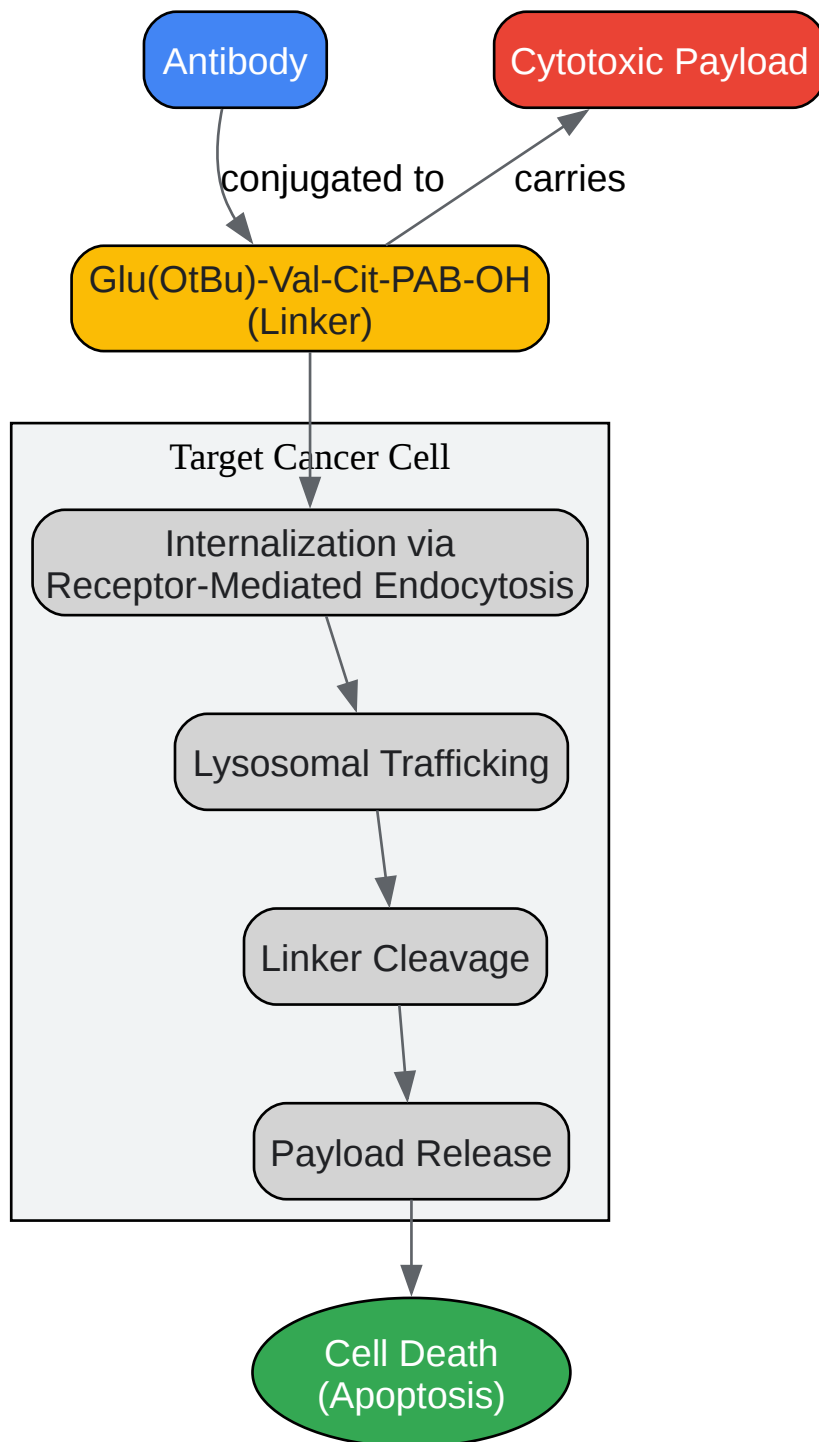 Antibody
Cytotoxic Payload
conjugated to
carries
Glu(OtBu)-Val-Cit-PAB-OH
(Linker)
Target Cancer Cell
Internalization via
Receptor-Mediated Endocytosis
Lysosomal Trafficking
Linker Cleavage
Payload Release
Cell Death
(Apoptosis)